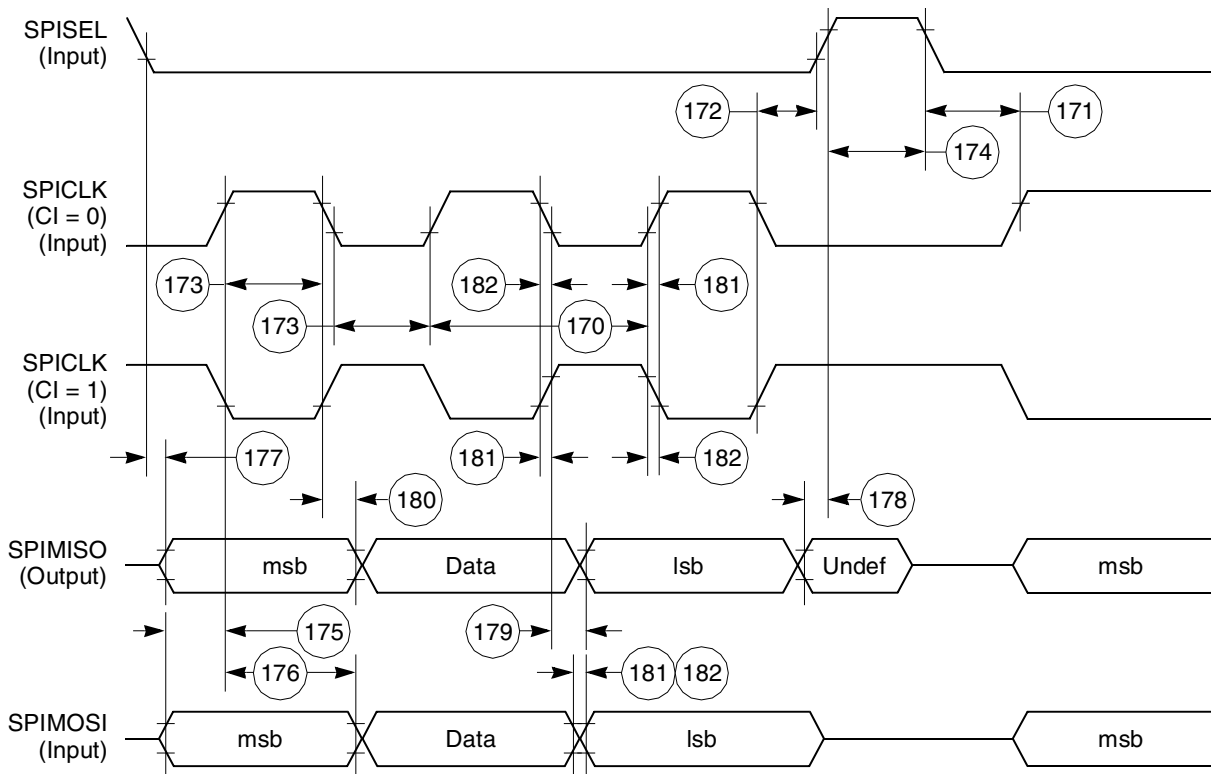 SPISEL
(Input)
172
171
174
SPICLK
(CI = 0)
(Input)
173
182
181
173
170
SPICLK
(CI = 1)
(Input)
177
181
182
180
178
SPIMISO
(Output)
msb
Data
lsb
Undef
msb
175
179
176
181
182
SPIMOSI
(Input)
msb
Data
lsb
msb